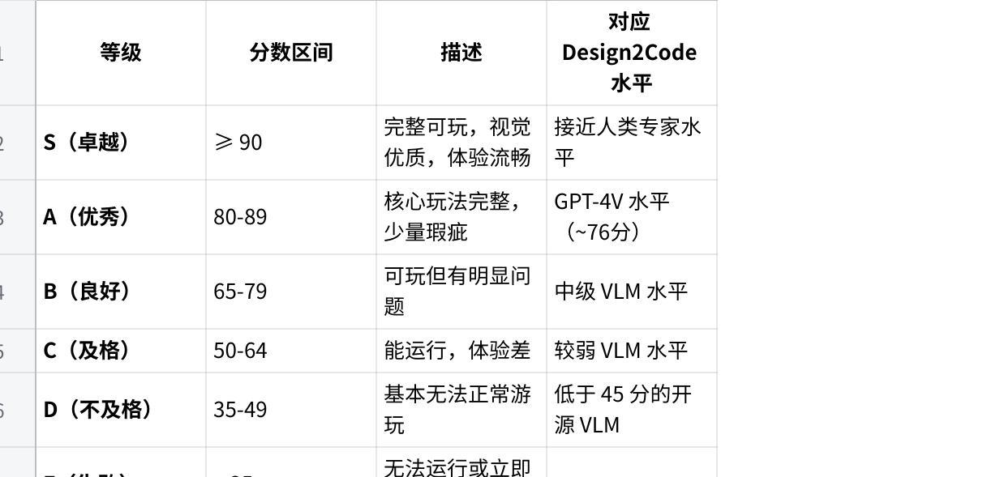 等级
分数区间
描述
对应
Design2Code
水平
S（卓越）
≥ 90
完整可玩，视觉
优质，体验流畅
接近人类专家水
平
A（优秀）
80-89
核心玩法完整，
少量瑕疵
GPT-4V 水平
（~76分）
B（良好）
65-79
可玩但有明显问
题
中级 VLM 水平
C（及格）
50-64
能运行，体验差
较弱 VLM 水平
D（不及格）
35-49
基本无法正常游
玩
低于 45 分的开
源 VLM
无法运行或立即